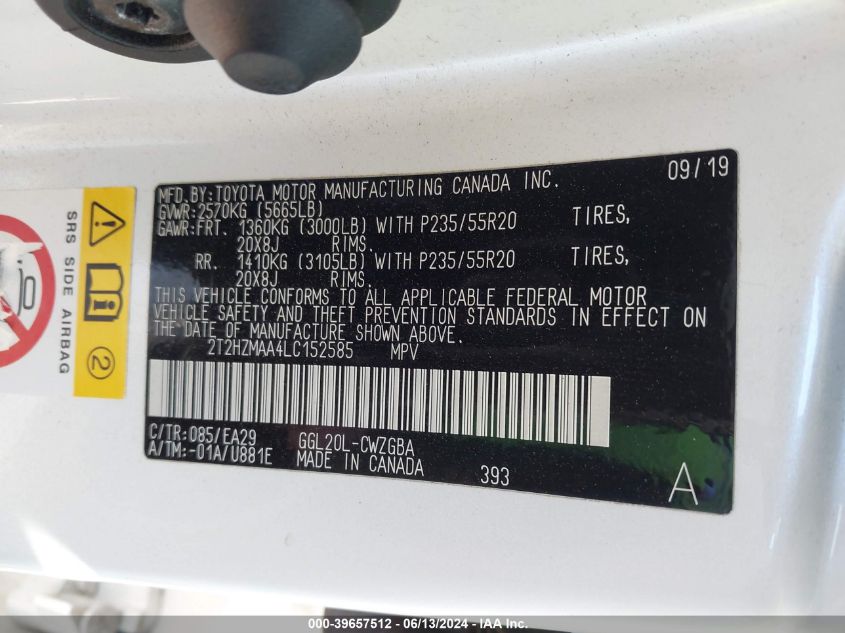 09/19
MFD.BY:TOYOTA MOTOR MANUFACTURING CANADA INC.
GVWR:2570KG (5665LB)
GAWR:FRT. 1360KG (3000LB) WITH P235/55R20 TIRES,
20X8J RIMS.
RR. 1410KG (3105LB) WITH P235/55R20 TIRES,
20X8J RIMS.
THIS VEHICLE CONFORMS TO ALL APPLICABLE FEDERAL MOTOR
VEHICLE SAFETY AND THEFT PREVENTION STANDARDS IN EFFECT ON
THE DATE OF MANUFACTURE SHOWN ABOVE.
2T2HZMAA4LC152585 MPV
C/TR:085/EA29 GGL20L-CWZGBA
A/TM:-01A/U881E MADE IN CANADA 393
A
SRS SIDE AIRBAG
2
000-39657512 - 06/13/2024 - IAA Inc.